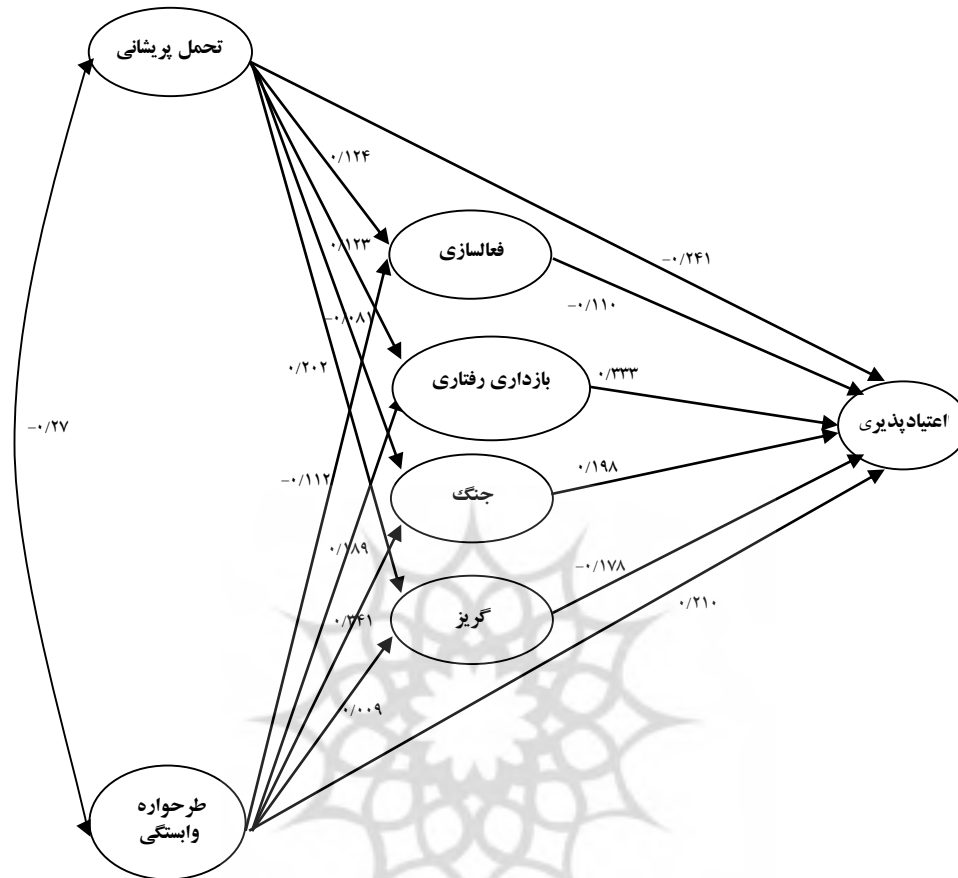 تحمل پریشانی
۰/۱۲۴
فعالسازی
۰/۱۲۳
-۰/۲۴۱
-۰/۱۱۰
-۰/۰۸۱
۰/۲۰۲
بازداری رفتاری
۰/۳۳۳
اعتیادپذیری
-۰/۲۷
۰/۱۹۸
-۰/۱۱۲
جنگ
۰/۱۸۹
-۰/۱۷۸
۰/۳۴۱
گریز
۰/۲۱۰
۰/۰۰۹
طرحواره
وابستگی